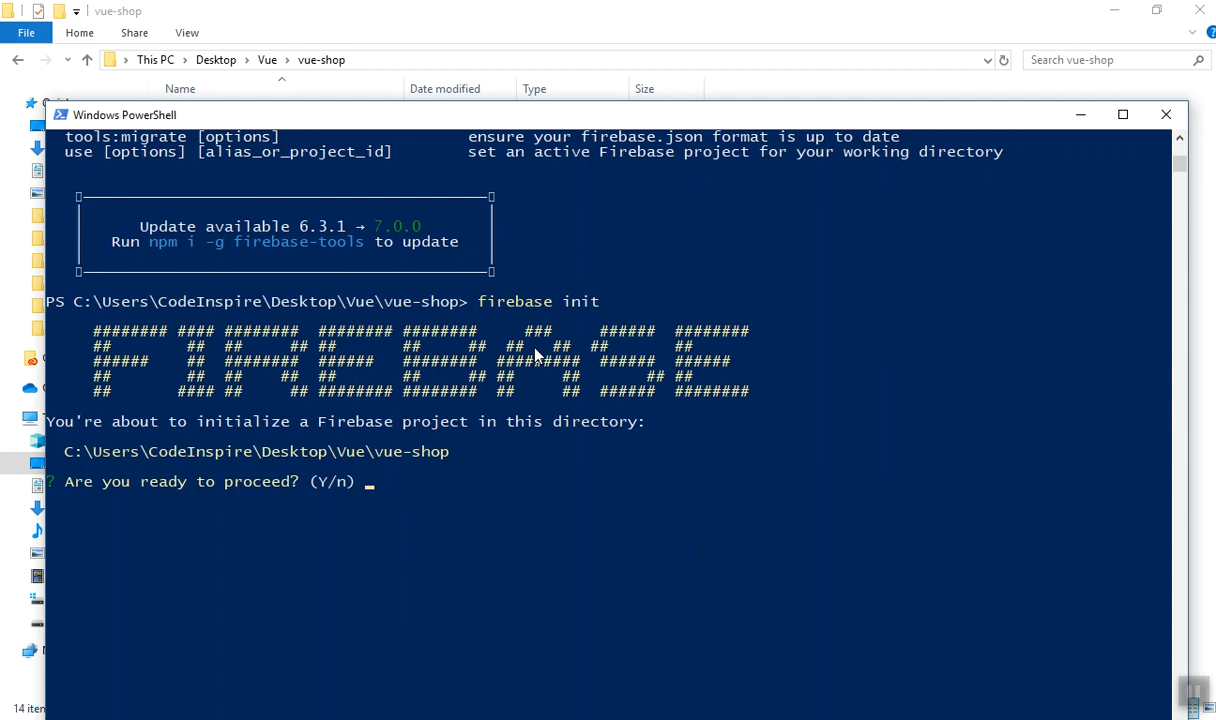 vue-shop
File Home Share View
This PC > Desktop > Vue > vue-shop
Search vue-shop
Name Date modified Type Size
Windows PowerShell
tools:migrate [options] ensure your firebase.json format is up to date
use [options] [alias_or_project_id] set an active Firebase project for your working directory
Update available 6.3.1 → 7.0.0
Run npm i -g firebase-tools to update
PS C:\Users\CodeInspire\Desktop\Vue\vue-shop> firebase init
FIREBASE
You're about to initialize a Firebase project in this directory:
C:\Users\CodeInspire\Desktop\Vue\vue-shop
? Are you ready to proceed? (Y/n)